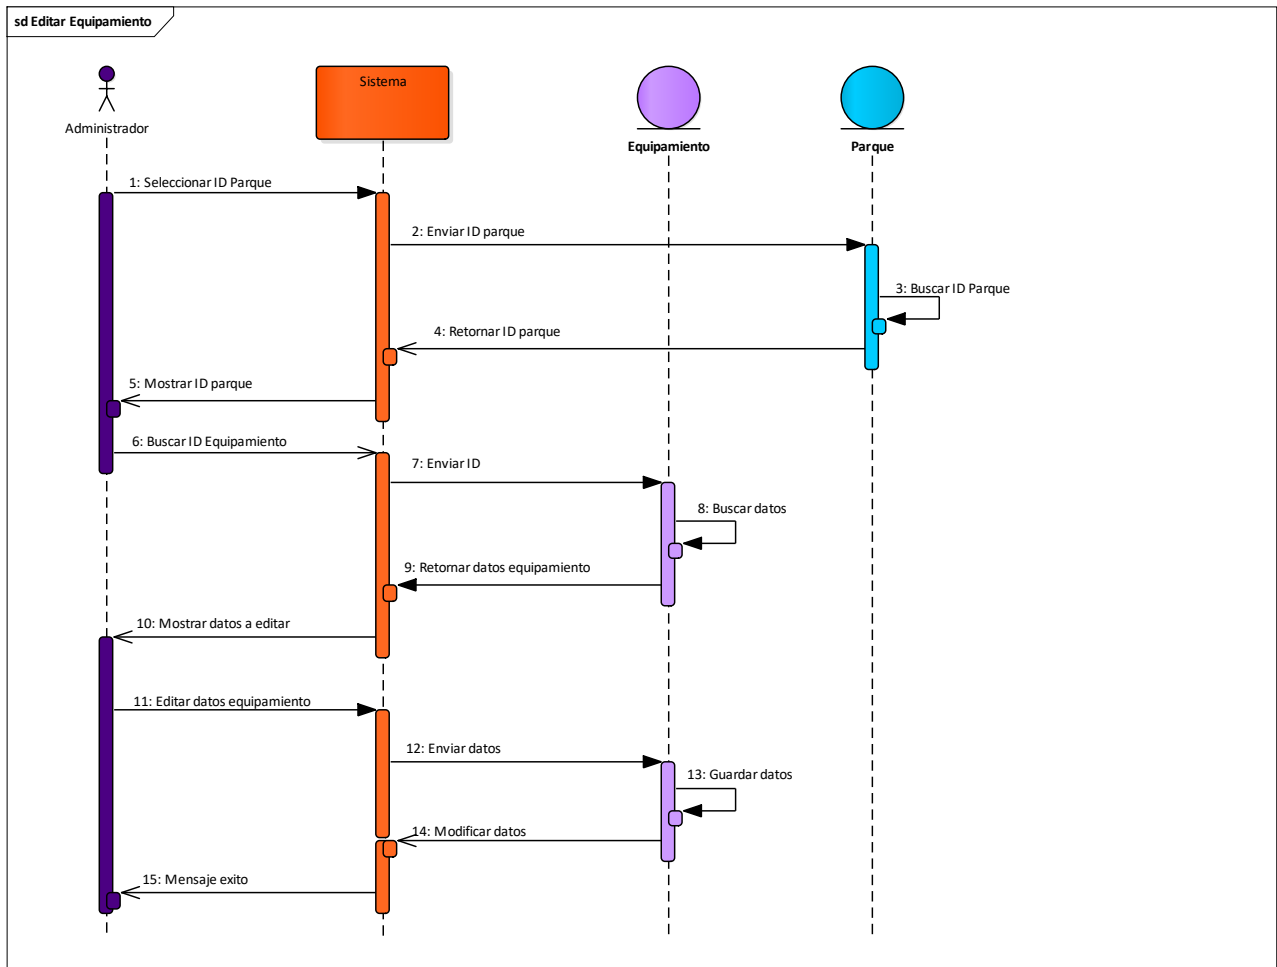 sd Editar Equipamiento
Administrador
Sistema
Equipamiento
Parque
1: Seleccionar ID Parque
2: Enviar ID parque
3: Buscar ID Parque
4: Retornar ID parque
5: Mostrar ID parque
6: Buscar ID Equipamiento
7: Enviar ID
8: Buscar datos
9: Retornar datos equipamiento
10: Mostrar datos a editar
11: Editar datos equipamiento
12: Enviar datos
13: Guardar datos
14: Modificar datos
15: Mensaje exito